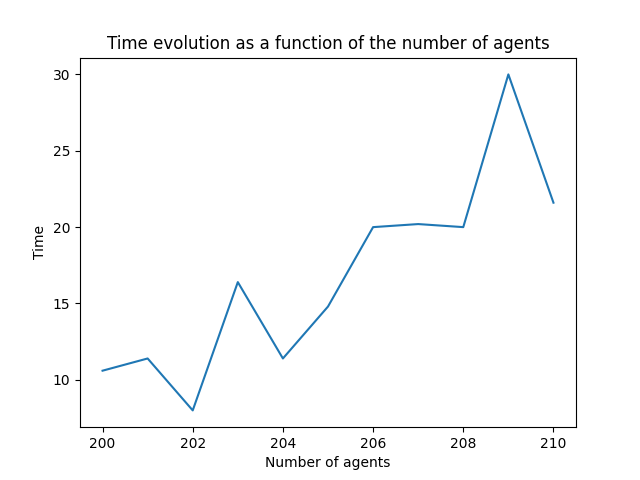 Time evolution as a function of the number of agents
30
25
20
15
10
Time
200 202 204 206 208 210
Number of agents